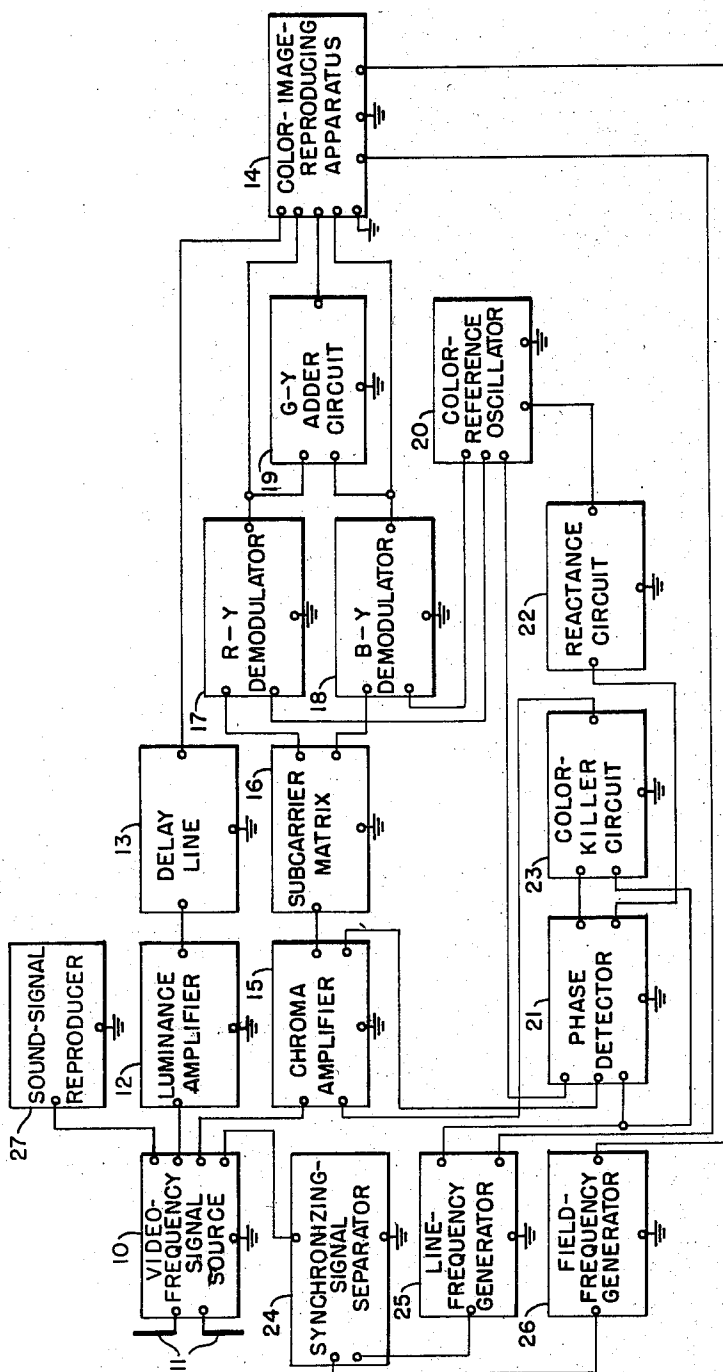 27
SOUND-SIGNAL
REPRODUCER
10
VIDEO-
FREQUENCY
SIGNAL
SOURCE
11
12
LUMINANCE
AMPLIFIER
13
DELAY
LINE
14
COLOR-IMAGE-
REPRODUCING
APPARATUS
15
CHROMA
AMPLIFIER
16
SUBCARRIER
MATRIX
17
R-Y
DEMODULATOR
18
B-Y
DEMODULATOR
19
G-Y
ADDER
CIRCUIT
20
COLOR-
REFERENCE
OSCILLATOR
21
PHASE
DETECTOR
22
REACTANCE
CIRCUIT
23
COLOR-
KILLER
CIRCUIT
24
SYNCHRONIZING-
SIGNAL
SEPARATOR
25
LINE-
FREQUENCY
GENERATOR
26
FIELD-
FREQUENCY
GENERATOR